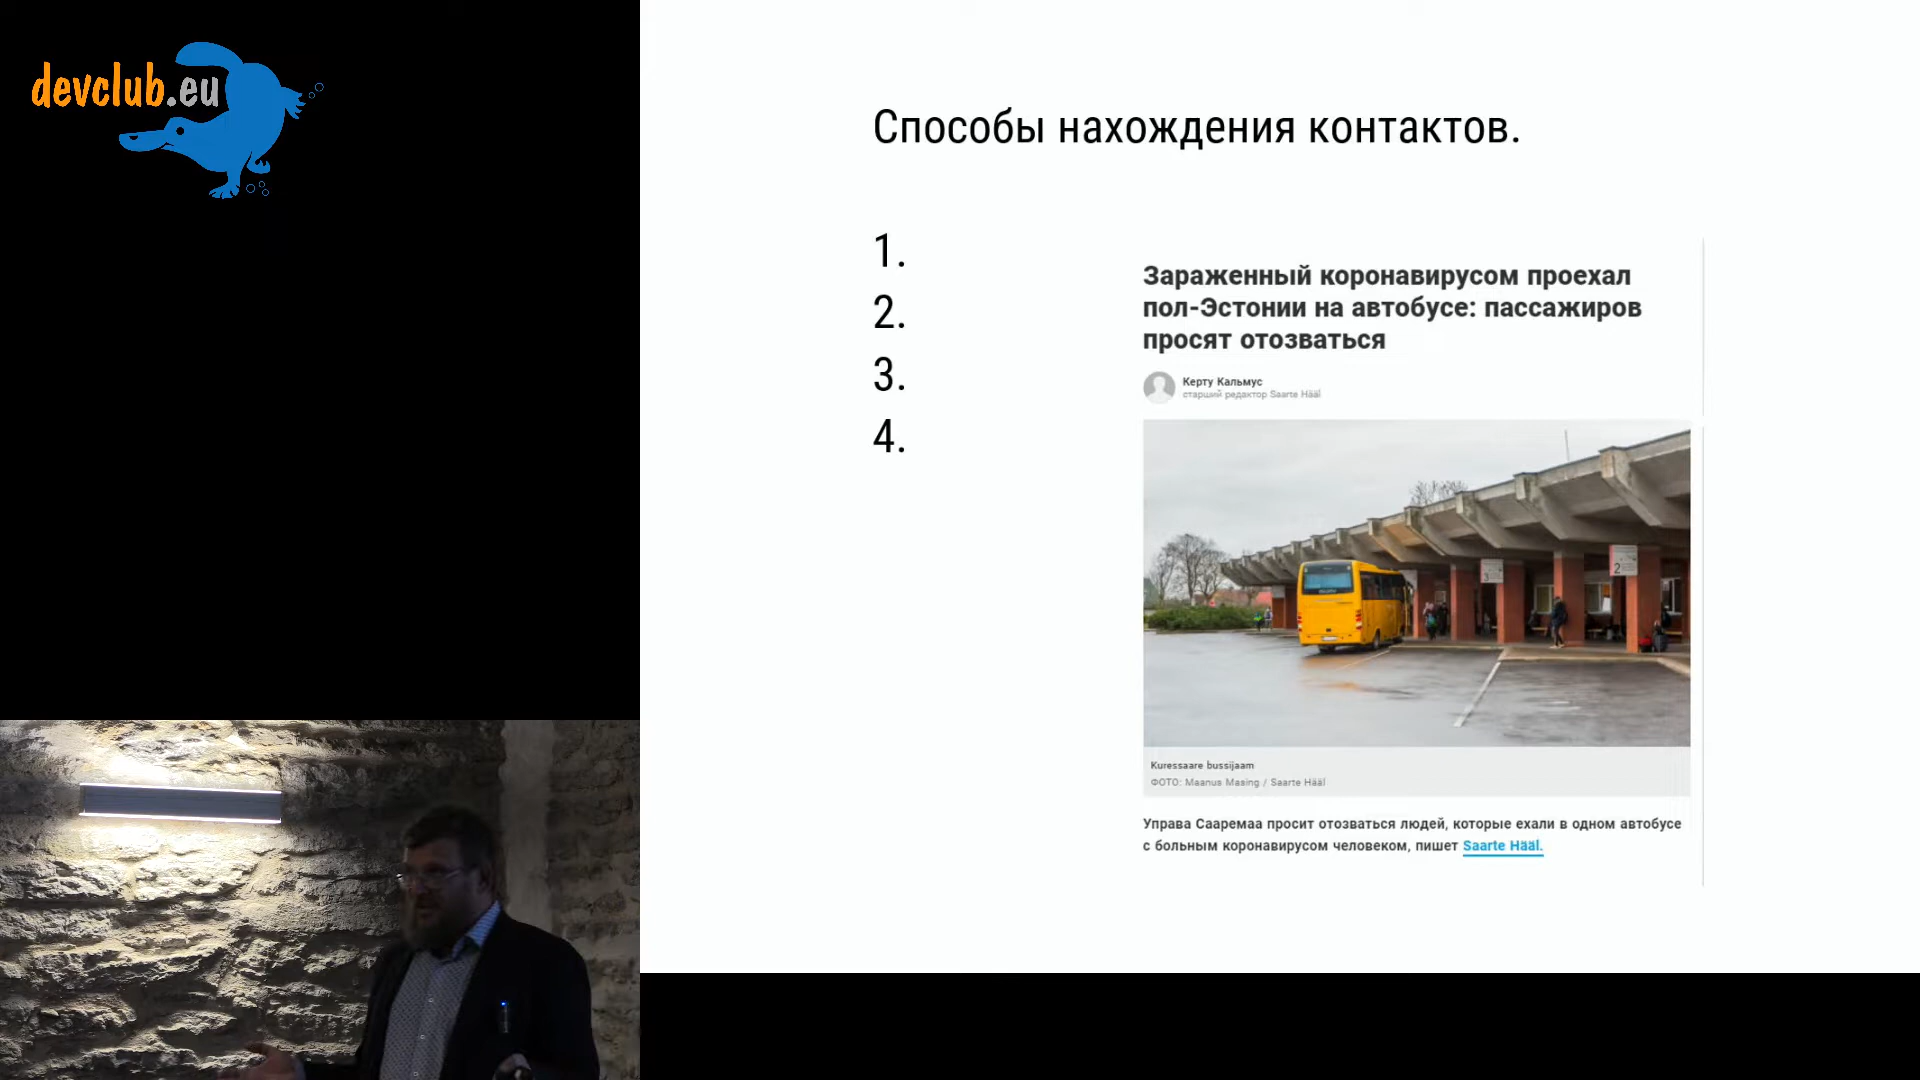 devclub.eu
Способы нахождения контактов.
1.
2.
3.
4.
Зараженный коронавирусом проехал
пол-Эстонии на автобусе: пассажиров
просят отозваться
Керту Кальмус
старший редактор Saarte Hääl
3
2
Kuressaare bussijaam
ФОТО: Maanus Masing / Saarte Hääl
Управа Сааремаа просит отозваться людей, которые ехали в одном автобусе
с больным коронавирусом человеком, пишет Saarte Hääl.